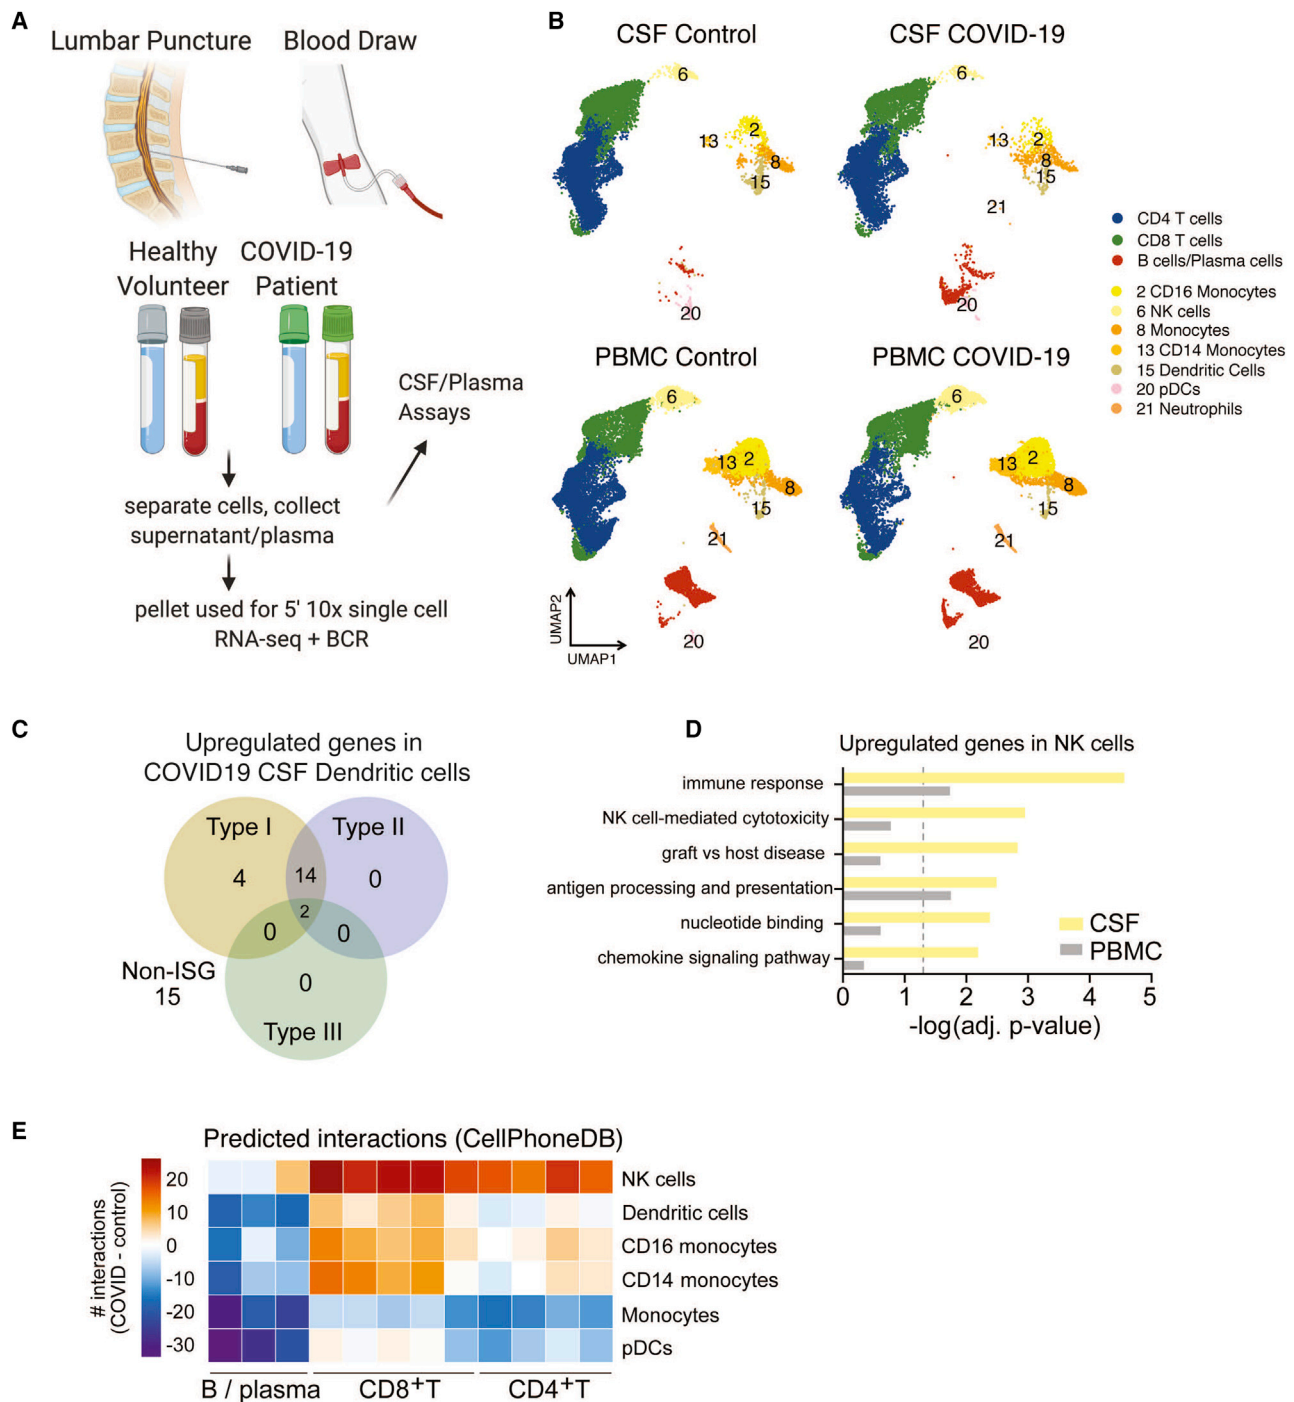 A
Lumbar Puncture
Blood Draw
Healthy
Volunteer
COVID-19
Patient
CSF/Plasma
Assays
separate cells, collect
supernatant/plasma
pellet used for 5' 10x single cell
RNA-seq + BCR
B
CSF Control
6
2
13
8
15
20
CSF COVID-19
6
13
2
8
15
21
20
PBMC Control
6
13
2
8
15
21
20
UMAP2
UMAP1
PBMC COVID-19
6
13
2
8
15
21
20
CD4 T cells
CD8 T cells
B cells/Plasma cells
2 CD16 Monocytes
6 NK cells
8 Monocytes
13 CD14 Monocytes
15 Dendritic Cells
20 pDCs
21 Neutrophils
C
Upregulated genes in
COVID19 CSF Dendritic cells
Type I
Type II
4
14
0
2
0
0
Non-ISG
15
0
Type III
D
Upregulated genes in NK cells
immune response
NK cell-mediated cytotoxicity
graft vs host disease
antigen processing and presentation
nucleotide binding
chemokine signaling pathway
CSF
PBMC
0 1 2 3 4 5
-log(adj. p-value)
E
Predicted interactions (CellPhoneDB)
# interactions
(COVID - control)
20
10
0
-10
-20
-30
NK cells
Dendritic cells
CD16 monocytes
CD14 monocytes
Monocytes
pDCs
B / plasma
CD8+T
CD4+T